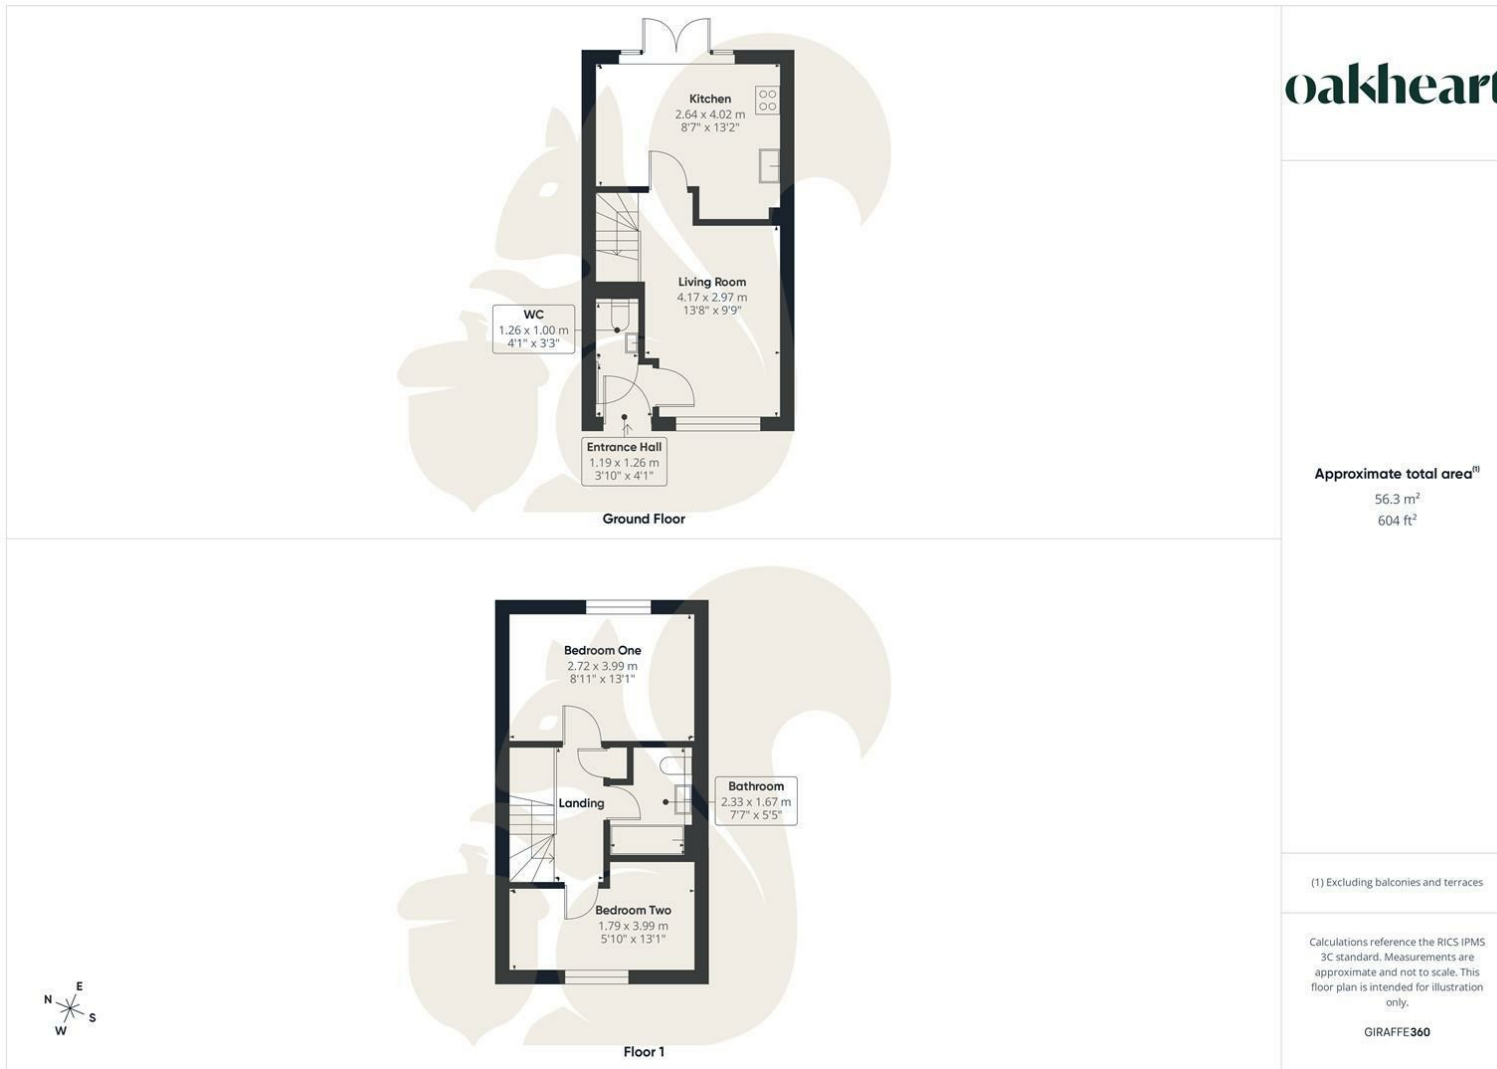 Kitchen
2.64 x 4.02 m
8'7" x 13'2"
Living Room
4.17 x 2.97 m
13'8" x 9'9"
WC
1.26 x 1.00 m
4'1" x 3'3"
Entrance Hall
1.19 x 1.26 m
3'10" x 4'1"
Ground Floor
Bedroom One
2.72 x 3.99 m
8'11" x 13'1"
Landing
Bathroom
2.33 x 1.67 m
7'7" x 5'5"
Bedroom Two
1.79 x 3.99 m
5'10" x 13'1"
N
E
S
W
Floor 1
oakheart
Approximate total area(1)
56.3 m²
604 ft²
(1) Excluding balconies and terraces
Calculations reference the RICS IPMS
3C standard. Measurements are
approximate and not to scale. This
floor plan is intended for illustration
only.
GIRAFFE360